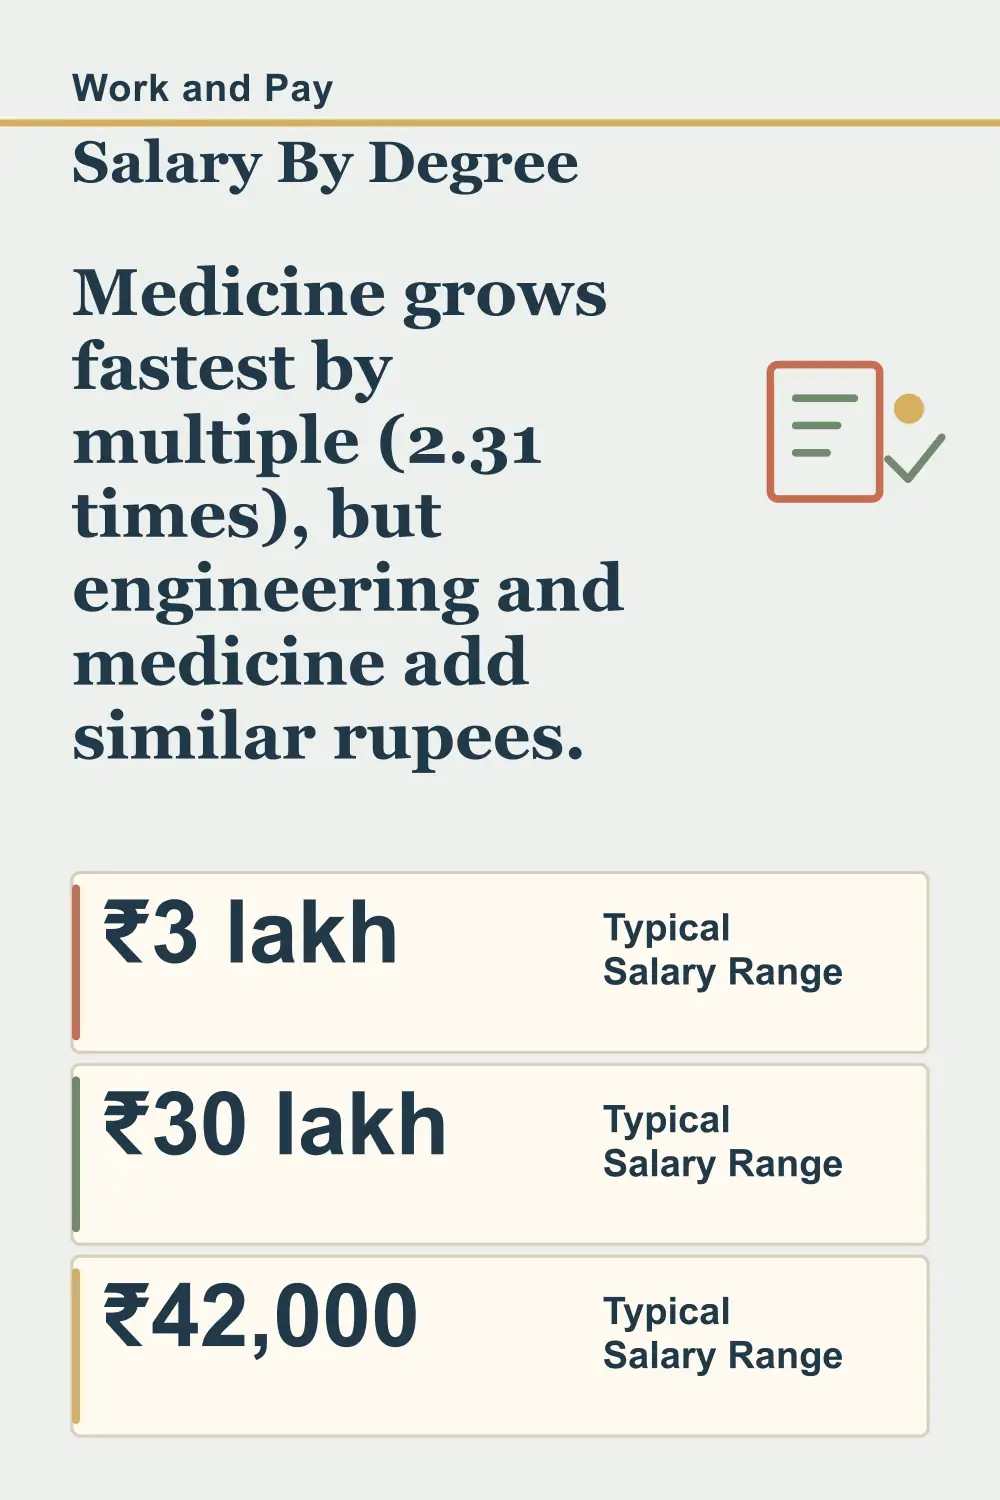 Work and Pay
Salary By Degree
Medicine grows
fastest by
multiple (2.31
times), but
engineering and
medicine add
similar rupees.
₹3 lakh
Typical
Salary Range
₹30 lakh
Typical
Salary Range
₹42,000
Typical
Salary Range